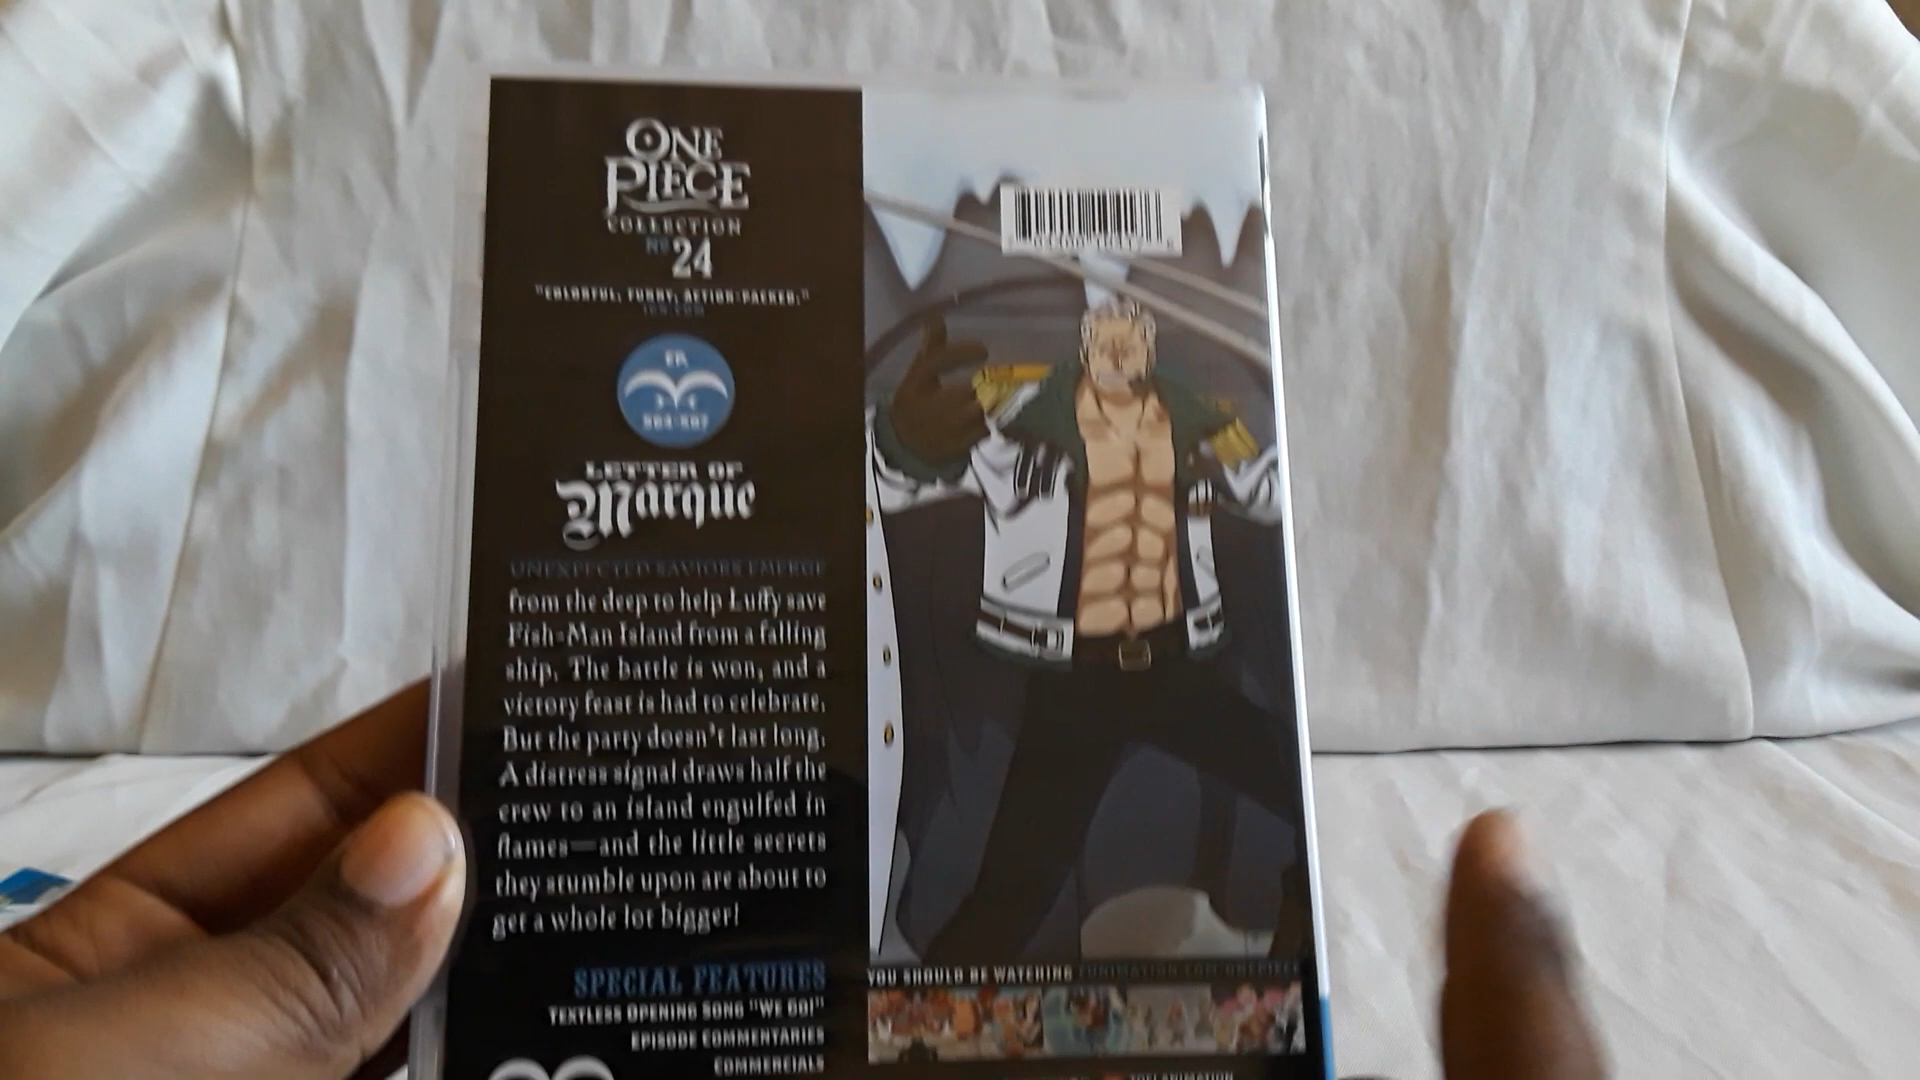 ONE
PIECE
COLLECTION
Nº 24
"COLORFUL, FUNNY, ACTION-PACKED."
LETTER OF
Marque
UNEXPECTED SAVIORS EMERGE
from the deep to help Luffy save
Fish-Man Island from a falling
ship. The battle is won, and a
victory feast is had to celebrate.
But the party doesn't last long.
A distress signal draws half the
crew to an island engulfed in
flames—and the little secrets
they stumble upon are about to
get a whole lot bigger!
SPECIAL FEATURES
TEXTLESS OPENING SONG "WE GO!"
EPISODE COMMENTARIES
COMMERCIALS
YOU SHOULD BE WATCHING FUNIMATION.COM/ONEPIECE
TOEI ANIMATION